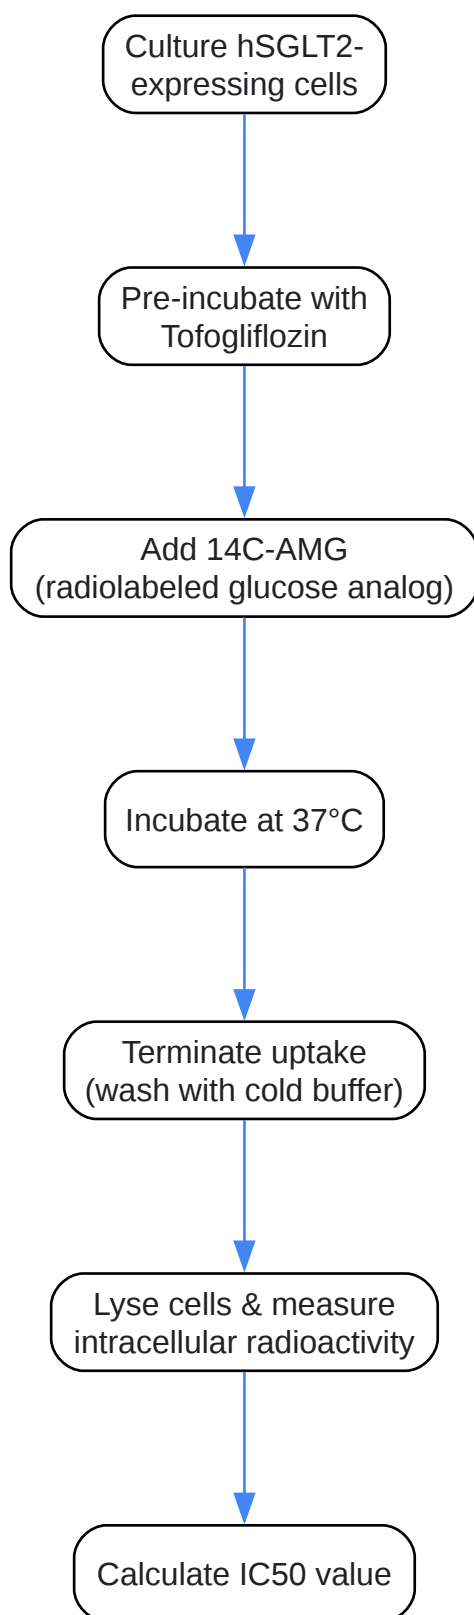 Culture hSGLT2-
expressing cells
Pre-incubate with
Tofogliflozin
Add 14C-AMG
(radiolabeled glucose analog)
Incubate at 37°C
Terminate uptake
(wash with cold buffer)
Lyse cells & measure
intracellular radioactivity
Calculate IC50 value